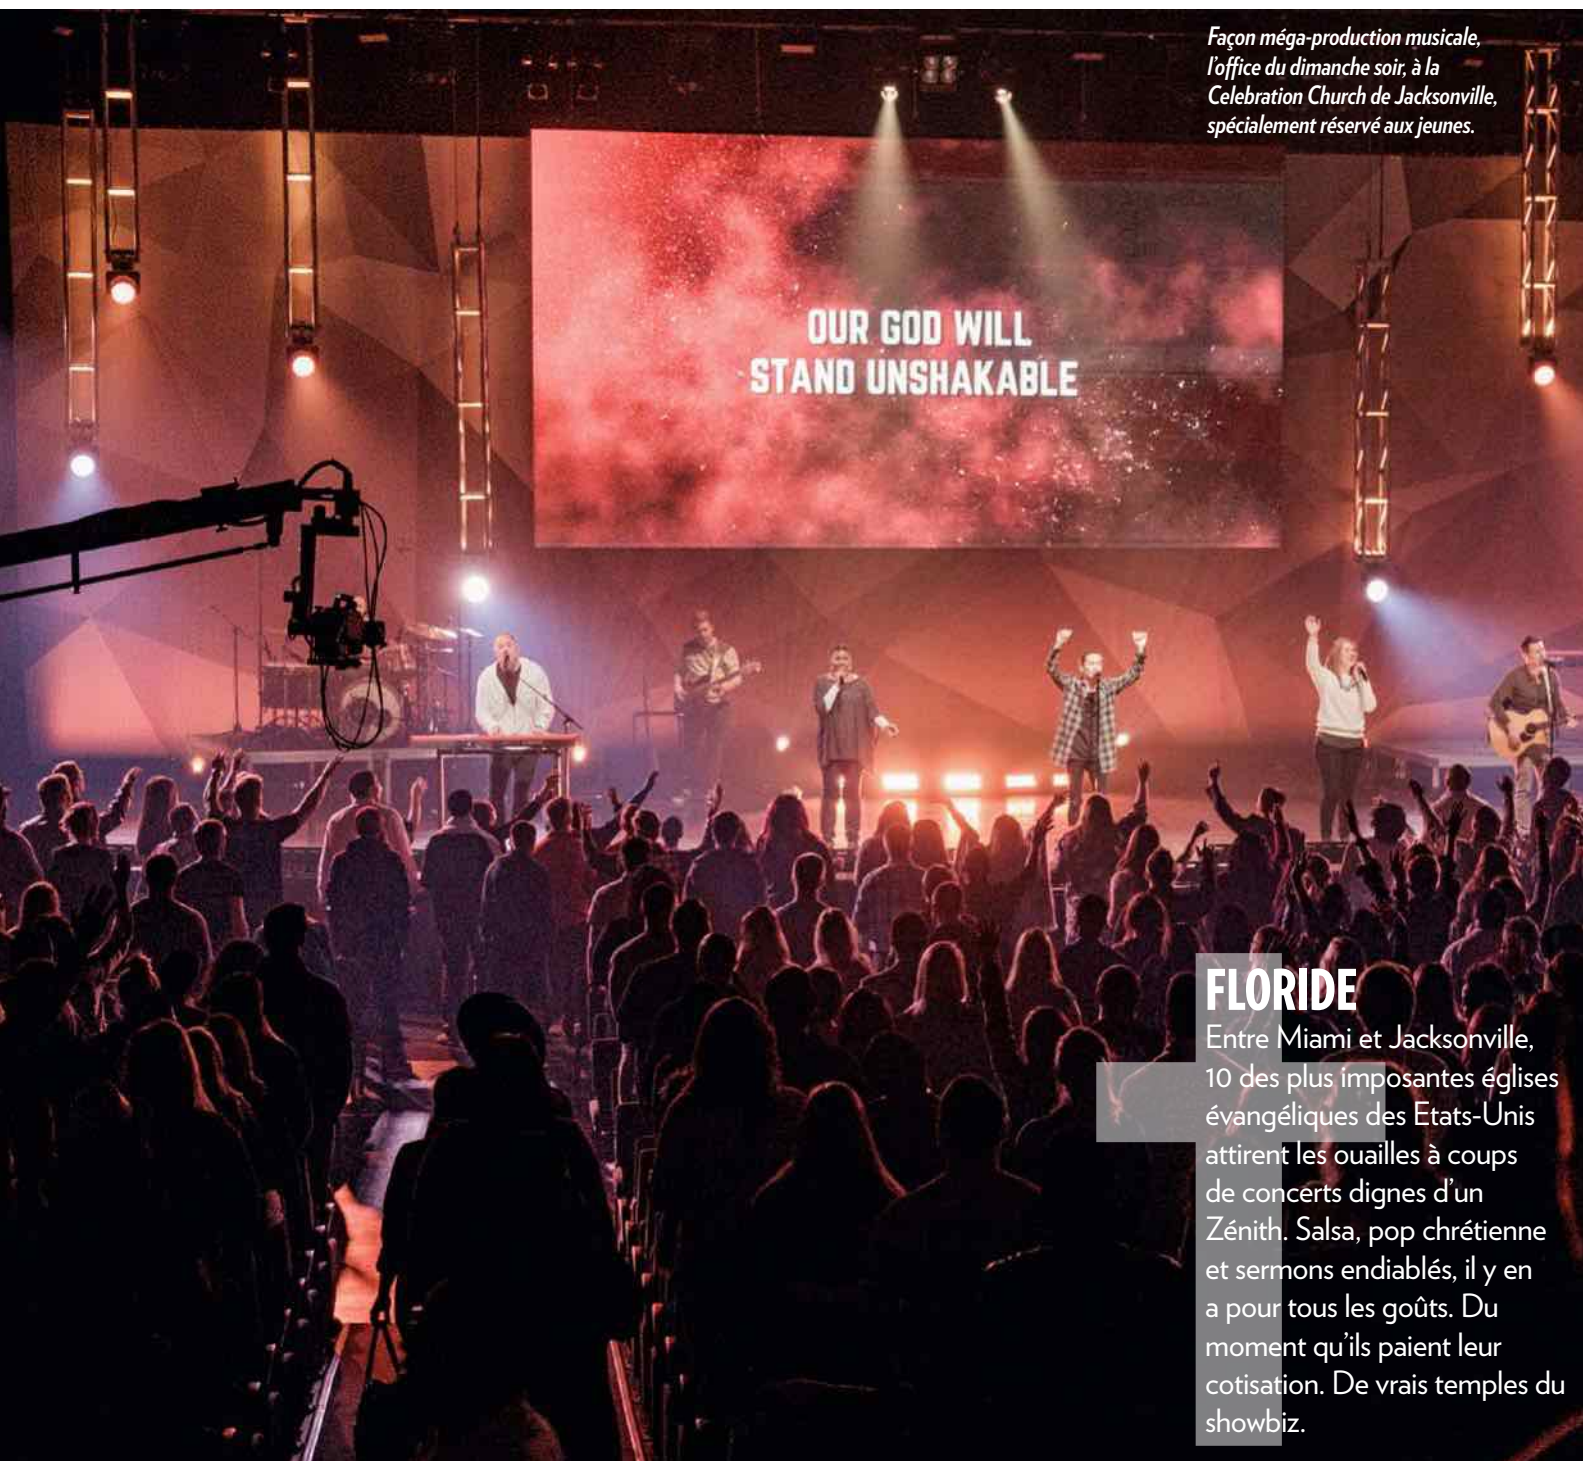 Façon méga-production musicale,
l'office du dimanche soir, à la
Celebration Church de Jacksonville,
spécialement réservé aux jeunes.
OUR GOD WILL
STAND UNSHAKABLE
FLORIDE
Entre Miami et Jacksonville,
10 des plus imposantes églises
évangéliques des Etats-Unis
attirent les ouailles à coups
de concerts dignes d'un
Zénith. Salsa, pop chrétienne
et sermons endiablés, il y en
a pour tous les goûts. Du
moment qu'ils paient leur
cotisation. De vrais temples du
showbiz.